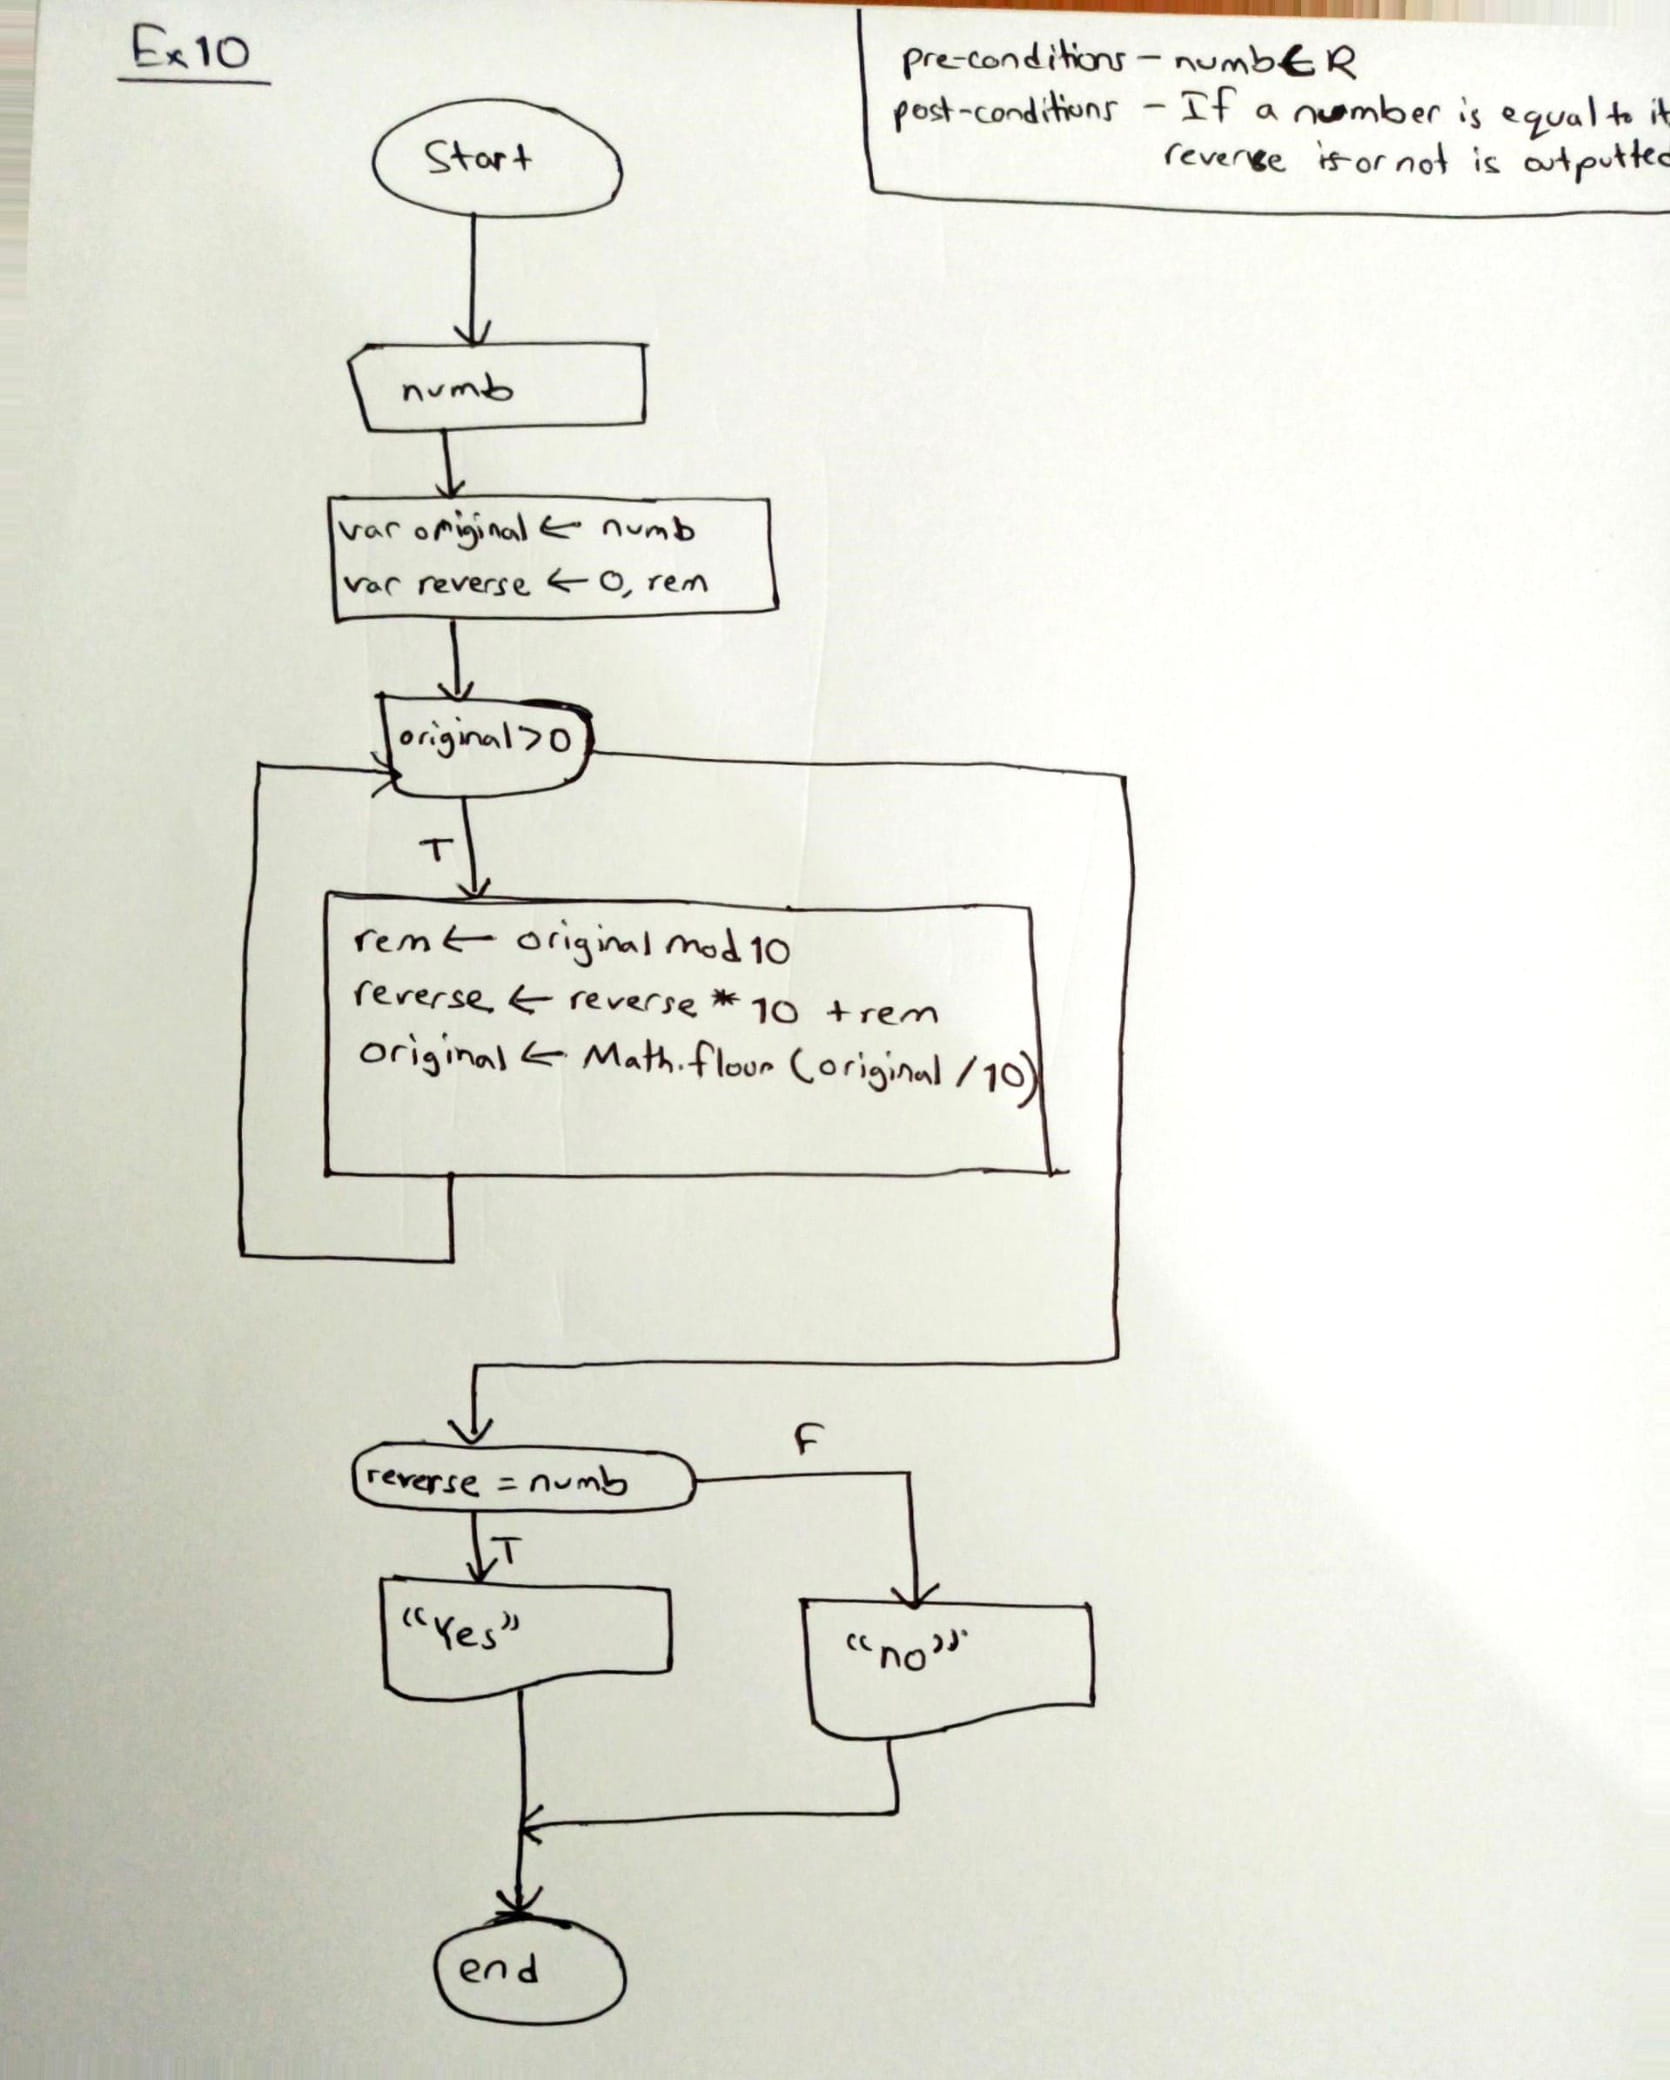 Ex10
pre-conditions - numb ∈ R
post-conditions - If a number is equal to it
reverse is or not is outputted
Start
numb
var original ← numb
var reverse ← 0, rem
original > 0
T
rem ← original mod 10
reverse ← reverse * 10 + rem
original ← Math.floor (original / 10)
reverse = numb
F
T
"Yes"
"no"
end